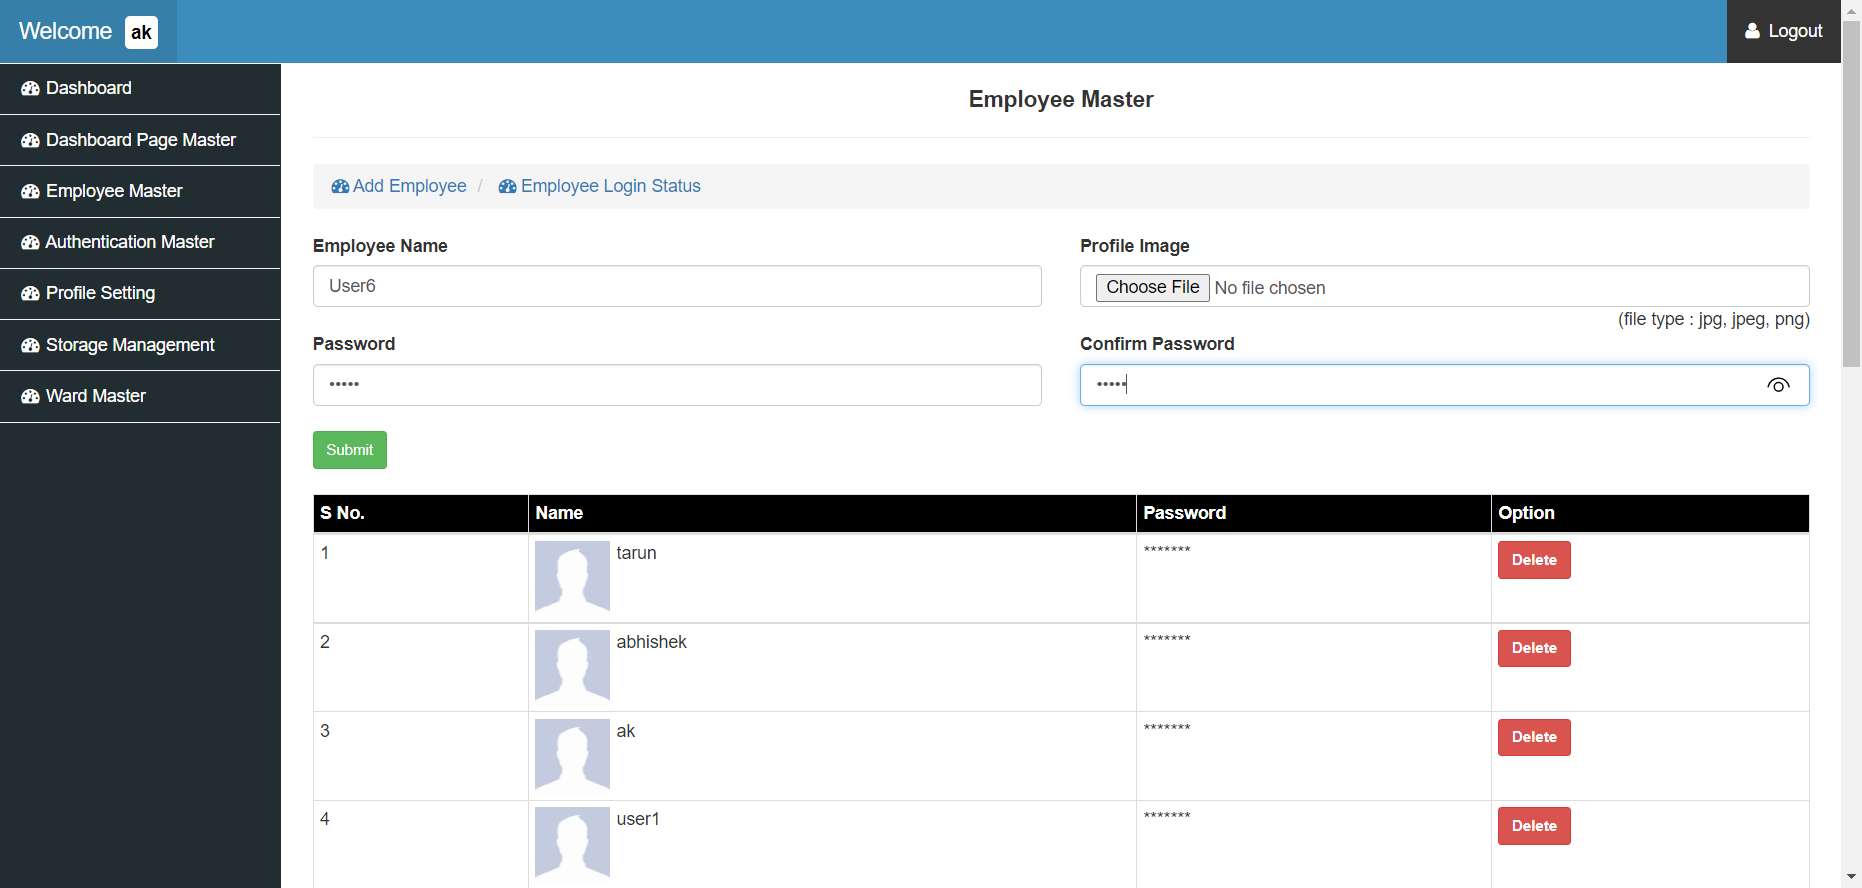 Welcome ak
Logout
Dashboard
Dashboard Page Master
Employee Master
Authentication Master
Profile Setting
Storage Management
Ward Master
Employee Master
Add Employee / Employee Login Status
Employee Name
User6
Profile Image
Choose File No file chosen
(file type : jpg, jpeg, png)
Password
•••••
Confirm Password
•••••
Submit
S No. Name Password Option
1 tarun ******* Delete
2 abhishek ******* Delete
3 ak ******* Delete
4 user1 ******* Delete